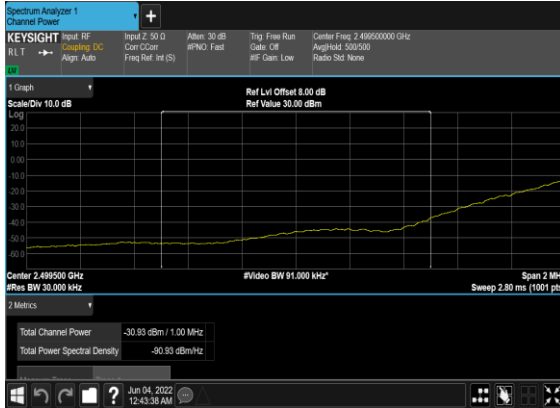 Spectrum Analyzer 1
Channel Power
+
KEYSIGHT Input: RF Input Z: 50 Ω Atten: 30 dB Trig: Free Run Center Freq: 2.499500000 GHz
RLT Coupling: DC Corr CCorr #PNO: Fast Gate: Off Avg|Hold: 500/500
Align: Auto Freq Ref: Int (S) #IF Gain: Low Radio Std: None
1 Graph
Ref Lvl Offset 8.00 dB
Scale/Div 10.0 dB Ref Value 30.00 dBm
Log
20.0
10.0
0.00
-10.0
-20.0
-30.0
-40.0
-50.0
-60.0
Center 2.499500 GHz #Video BW 91.000 kHz* Span 2 MH
#Res BW 30.000 kHz Sweep 2.80 ms (1001 pts
2 Metrics
Total Channel Power -30.93 dBm / 1.00 MHz
Total Power Spectral Density -90.93 dBm/Hz
? Jun 04, 2022
12:43:38 AM